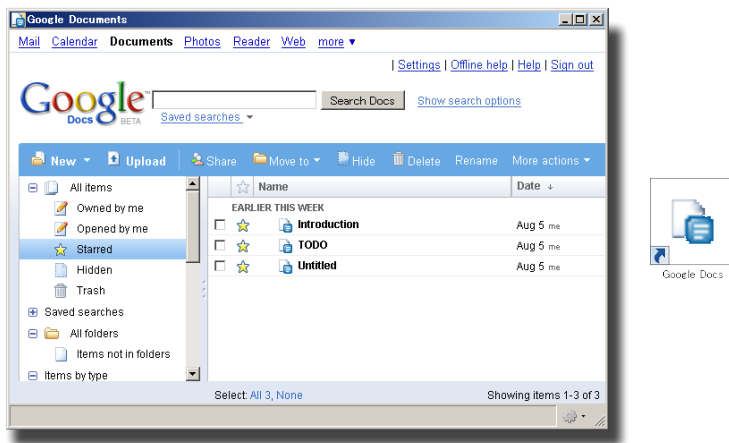 Google Documents
Mail Calendar Documents Photos Reader Web more ▼
| Settings | Offline help | Help | Sign out
Google™
Docs BETA
Search Docs Show search options
Saved searches
New Upload Share Move to Hide Delete Rename More actions
All items
Owned by me
Opened by me
Starred
Hidden
Trash
Saved searches
All folders
Items not in folders
Items by type
Name Date ↓
EARLIER THIS WEEK
Introduction Aug 5 me
TODO Aug 5 me
Untitled Aug 5 me
Select: All 3, None Showing items 1-3 of 3
Google Docs